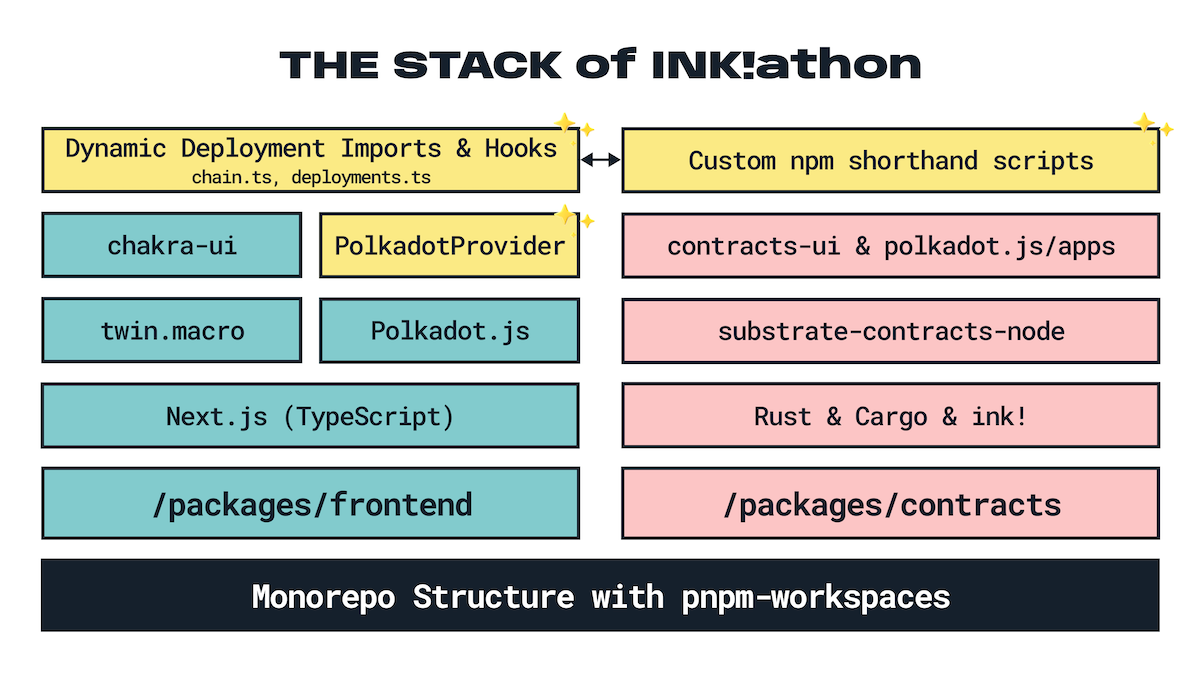 THE STACK of INK!athon
Dynamic Deployment Imports & Hooks
chain.ts, deployments.ts
Custom npm shorthand scripts
chakra-ui
PolkadotProvider
contracts-ui & polkadot.js/apps
twin.macro
Polkadot.js
substrate-contracts-node
Next.js (TypeScript)
Rust & Cargo & ink!
/packages/frontend
/packages/contracts
Monorepo Structure with pnpm-workspaces